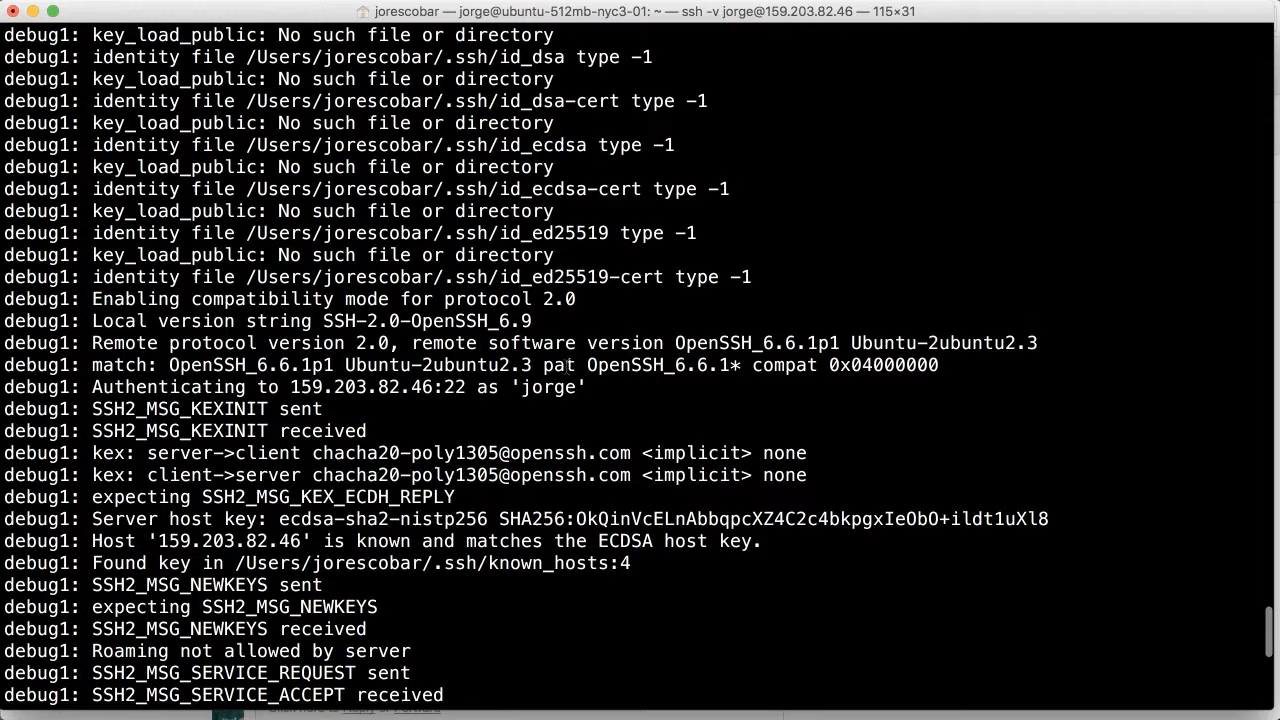 jorescobar — jorge@ubuntu-512mb-nyc3-01: ~ — ssh -v jorge@159.203.82.46 — 115×31
debug1: key_load_public: No such file or directory
debug1: identity file /Users/jorescobar/.ssh/id_dsa type -1
debug1: key_load_public: No such file or directory
debug1: identity file /Users/jorescobar/.ssh/id_dsa-cert type -1
debug1: key_load_public: No such file or directory
debug1: identity file /Users/jorescobar/.ssh/id_ecdsa type -1
debug1: key_load_public: No such file or directory
debug1: identity file /Users/jorescobar/.ssh/id_ecdsa-cert type -1
debug1: key_load_public: No such file or directory
debug1: identity file /Users/jorescobar/.ssh/id_ed25519 type -1
debug1: key_load_public: No such file or directory
debug1: identity file /Users/jorescobar/.ssh/id_ed25519-cert type -1
debug1: Enabling compatibility mode for protocol 2.0
debug1: Local version string SSH-2.0-OpenSSH_6.9
debug1: Remote protocol version 2.0, remote software version OpenSSH_6.6.1p1 Ubuntu-2ubuntu2.3
debug1: match: OpenSSH_6.6.1p1 Ubuntu-2ubuntu2.3 pat OpenSSH_6.6.1* compat 0x04000000
debug1: Authenticating to 159.203.82.46:22 as 'jorge'
debug1: SSH2_MSG_KEXINIT sent
debug1: SSH2_MSG_KEXINIT received
debug1: kex: server->client chacha20-poly1305@openssh.com <implicit> none
debug1: kex: client->server chacha20-poly1305@openssh.com <implicit> none
debug1: expecting SSH2_MSG_KEX_ECDH_REPLY
debug1: Server host key: ecdsa-sha2-nistp256 SHA256:OkQinVcELnAbbqpcXZ4C2c4bkpgxIeObO+ildt1uXl8
debug1: Host '159.203.82.46' is known and matches the ECDSA host key.
debug1: Found key in /Users/jorescobar/.ssh/known_hosts:4
debug1: SSH2_MSG_NEWKEYS sent
debug1: expecting SSH2_MSG_NEWKEYS
debug1: SSH2_MSG_NEWKEYS received
debug1: Roaming not allowed by server
debug1: SSH2_MSG_SERVICE_REQUEST sent
debug1: SSH2_MSG_SERVICE_ACCEPT received